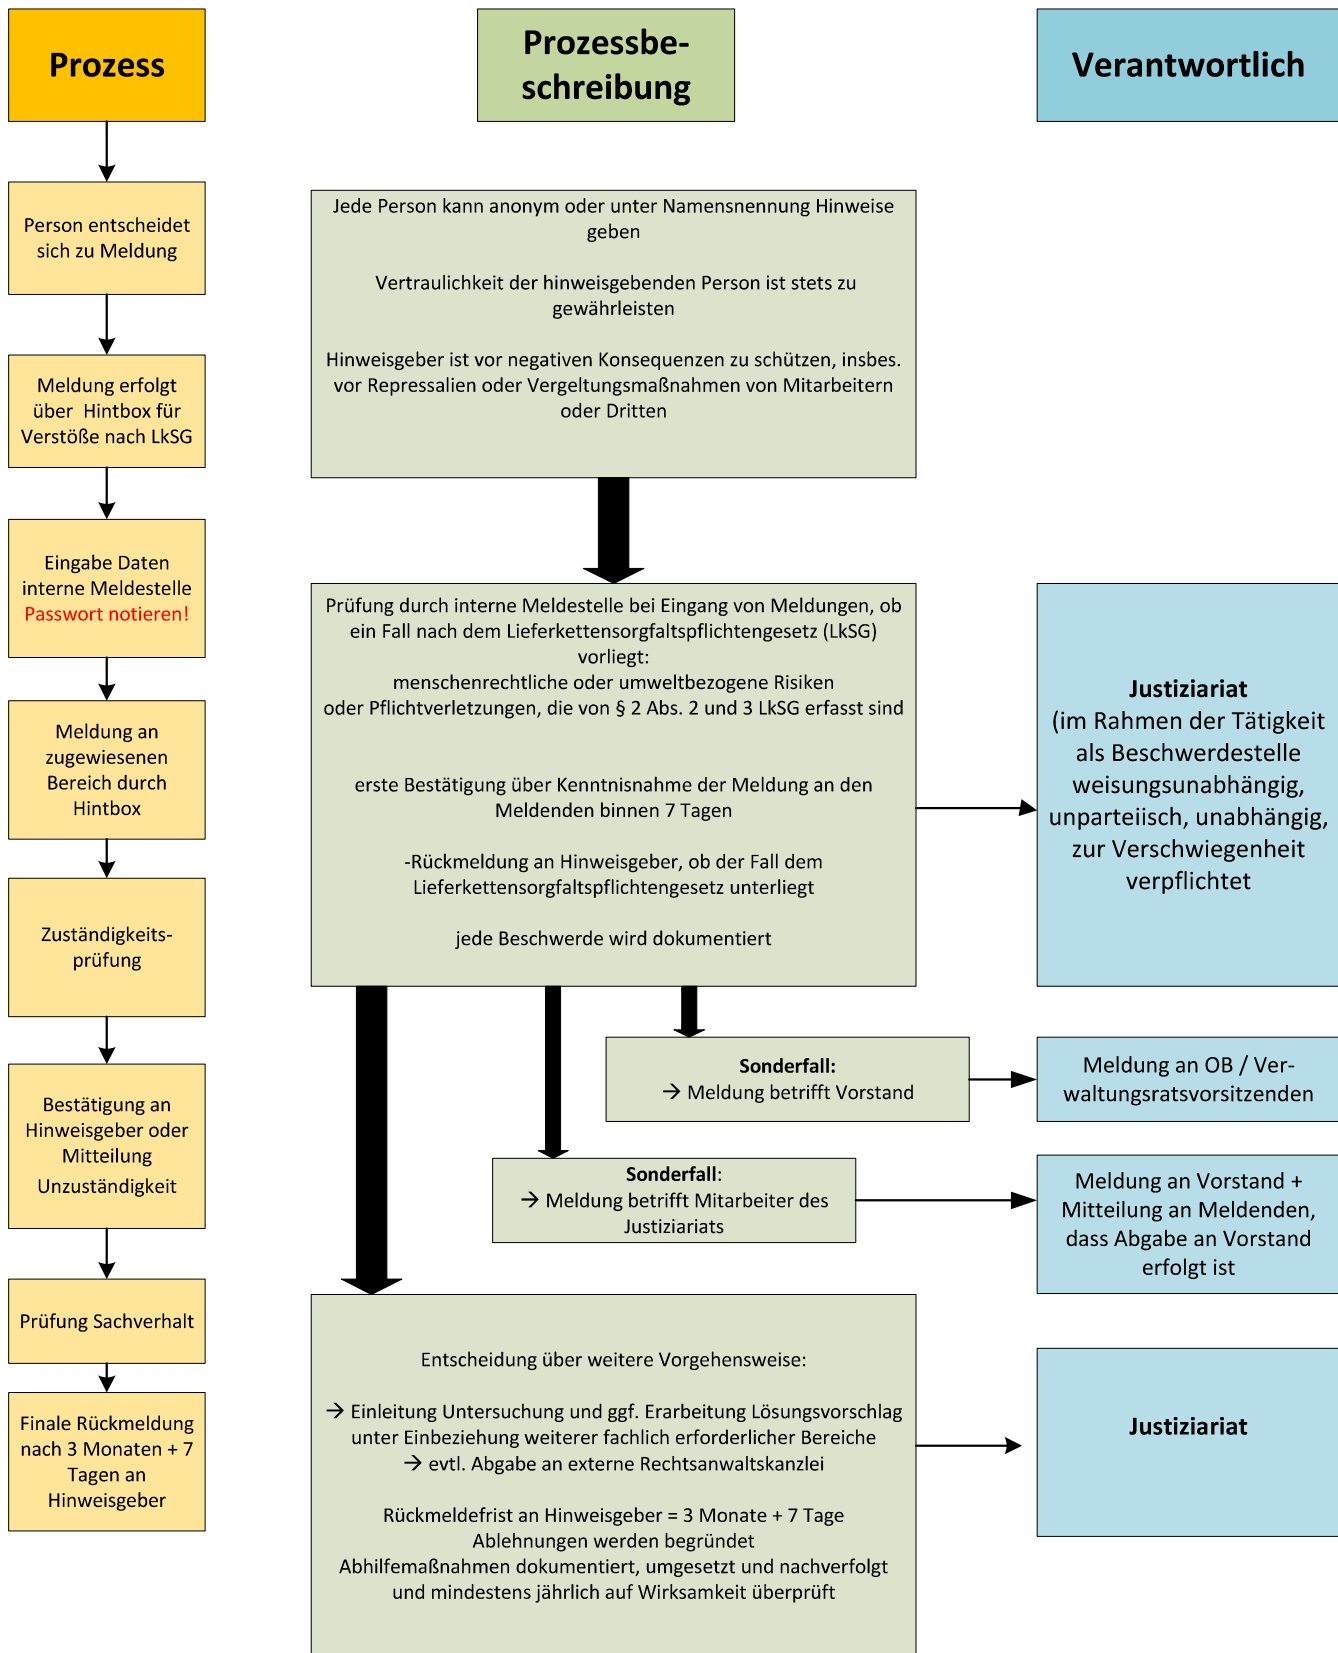 Prozess
Prozessbe-
schreibung
Verantwortlich
Person entscheidet
sich zu Meldung
Meldung erfolgt
über Hintbox für
Verstöße nach LkSG
Eingabe Daten
interne Meldestelle
Passwort notieren!
Meldung an
zugewiesenen
Bereich durch
Hintbox
Zuständigkeits-
prüfung
Bestätigung an
Hinweisgeber oder
Mitteilung
Unzuständigkeit
Prüfung Sachverhalt
Finale Rückmeldung
nach 3 Monaten + 7
Tagen an
Hinweisgeber
Jede Person kann anonym oder unter Namensnennung Hinweise
geben
Vertraulichkeit der hinweisgebenden Person ist stets zu
gewährleisten
Hinweisgeber ist vor negativen Konsequenzen zu schützen, insbes.
vor Repressalien oder Vergeltungsmaßnahmen von Mitarbeitern
oder Dritten
Prüfung durch interne Meldestelle bei Eingang von Meldungen, ob
ein Fall nach dem Lieferkettensorgfaltspflichtengesetz (LkSG)
vorliegt:
menschenrechtliche oder umweltbezogene Risiken
oder Pflichtverletzungen, die von § 2 Abs. 2 und 3 LkSG erfasst sind
erste Bestätigung über Kenntnisnahme der Meldung an den
Meldenden binnen 7 Tagen
-Rückmeldung an Hinweisgeber, ob der Fall dem
Lieferkettensorgfaltspflichtengesetz unterliegt
jede Beschwerde wird dokumentiert
Justiziariat
(im Rahmen der Tätigkeit
als Beschwerdestelle
weisungsunabhängig,
unparteiisch, unabhängig,
zur Verschwiegenheit
verpflichtet
Sonderfall:
→ Meldung betrifft Vorstand
Meldung an OB / Ver-
waltungsratsvorsitzenden
Sonderfall:
→ Meldung betrifft Mitarbeiter des
Justiziariats
Meldung an Vorstand +
Mitteilung an Meldenden,
dass Abgabe an Vorstand
erfolgt ist
Entscheidung über weitere Vorgehensweise:
→ Einleitung Untersuchung und ggf. Erarbeitung Lösungsvorschlag
unter Einbeziehung weiterer fachlich erforderlicher Bereiche
→ evtl. Abgabe an externe Rechtsanwaltskanzlei
Rückmeldefrist an Hinweisgeber = 3 Monate + 7 Tage
Ablehnungen werden begründet
Abhilfemaßnahmen dokumentiert, umgesetzt und nachverfolgt
und mindestens jährlich auf Wirksamkeit überprüft
Justiziariat